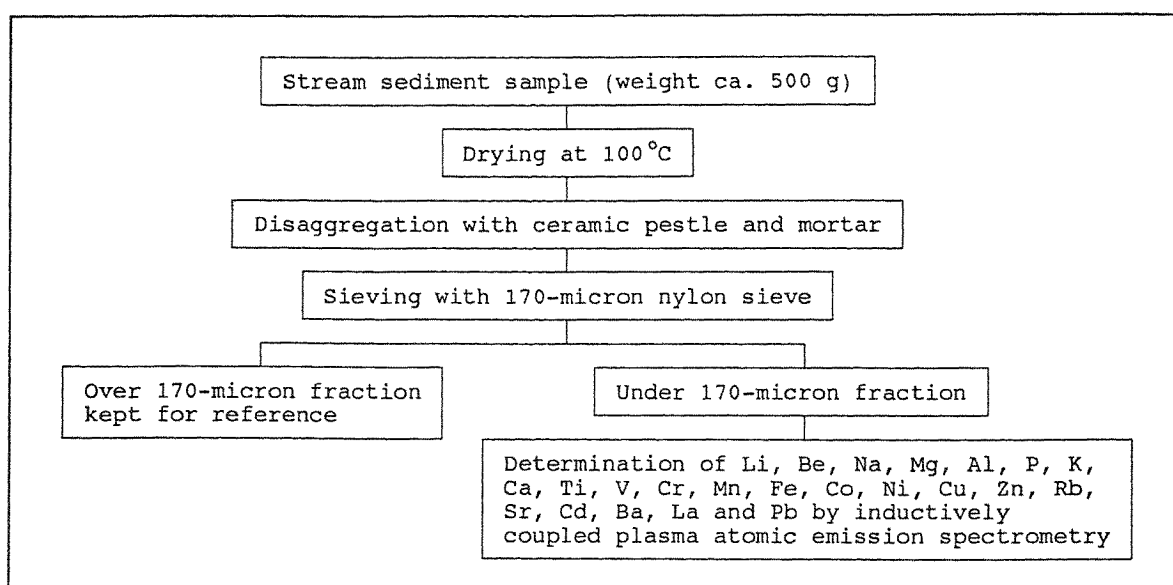 Stream sediment sample (weight ca. 500 g)
Drying at 100°C
Disaggregation with ceramic pestle and mortar
Sieving with 170-micron nylon sieve
Over 170-micron fraction
kept for reference
Under 170-micron fraction
Determination of Li, Be, Na, Mg, Al, P, K,
Ca, Ti, V, Cr, Mn, Fe, Co, Ni, Cu, Zn, Rb,
Sr, Cd, Ba, La and Pb by inductively
coupled plasma atomic emission spectrometry